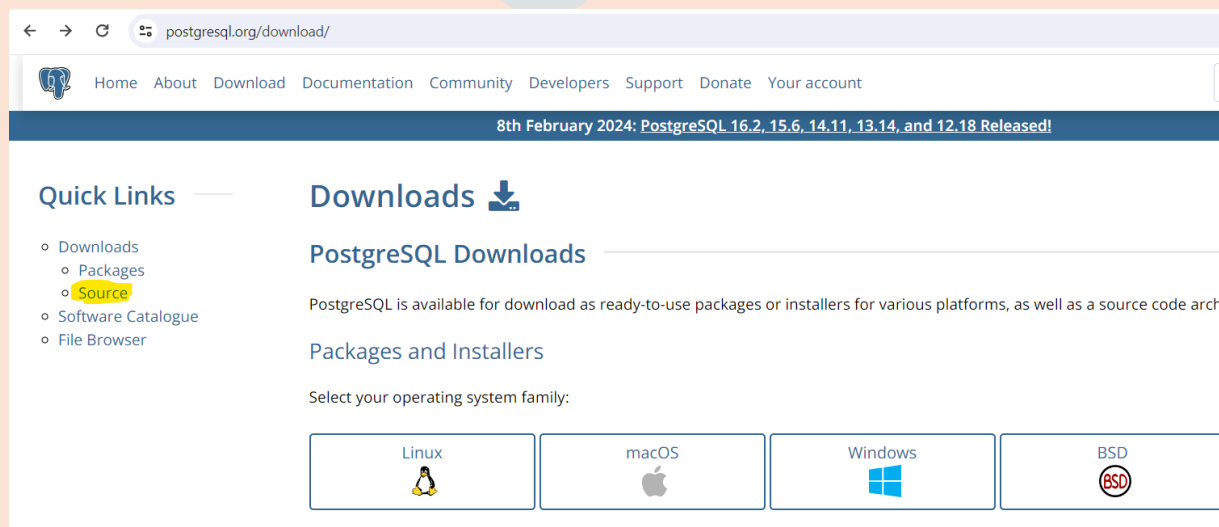 postgresql.org/download/
Home About Download Documentation Community Developers Support Donate Your account
8th February 2024: PostgreSQL 16.2, 15.6, 14.11, 13.14, and 12.18 Released!
Quick Links
Downloads
Packages
Source
Software Catalogue
File Browser
Downloads
PostgreSQL Downloads
PostgreSQL is available for download as ready-to-use packages or installers for various platforms, as well as a source code arch
Packages and Installers
Select your operating system family:
Linux macOS Windows BSD
BSD